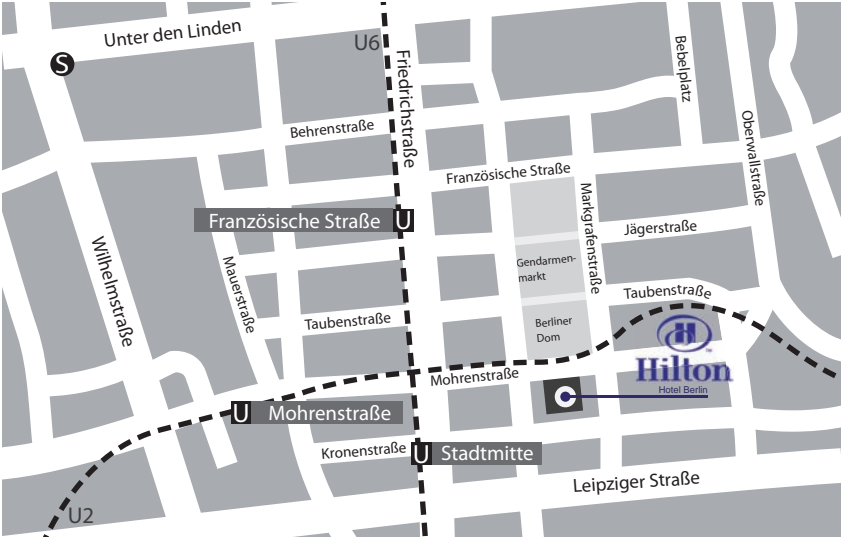 Unter den Linden
U6
S
Friedrichstraße
Bebelplatz
Behrenstraße
Oberwallstraße
Französische Straße
Markgrafenstraße
Französische Straße U
Jägerstraße
Wilhelmstraße
Mauerstraße
Gendarmen-
markt
Taubenstraße
Taubenstraße
Berliner
Dom
H
Hilton
Hotel Berlin
Mohrenstraße
U Mohrenstraße
Kronenstraße
U Stadtmitte
Leipziger Straße
U2